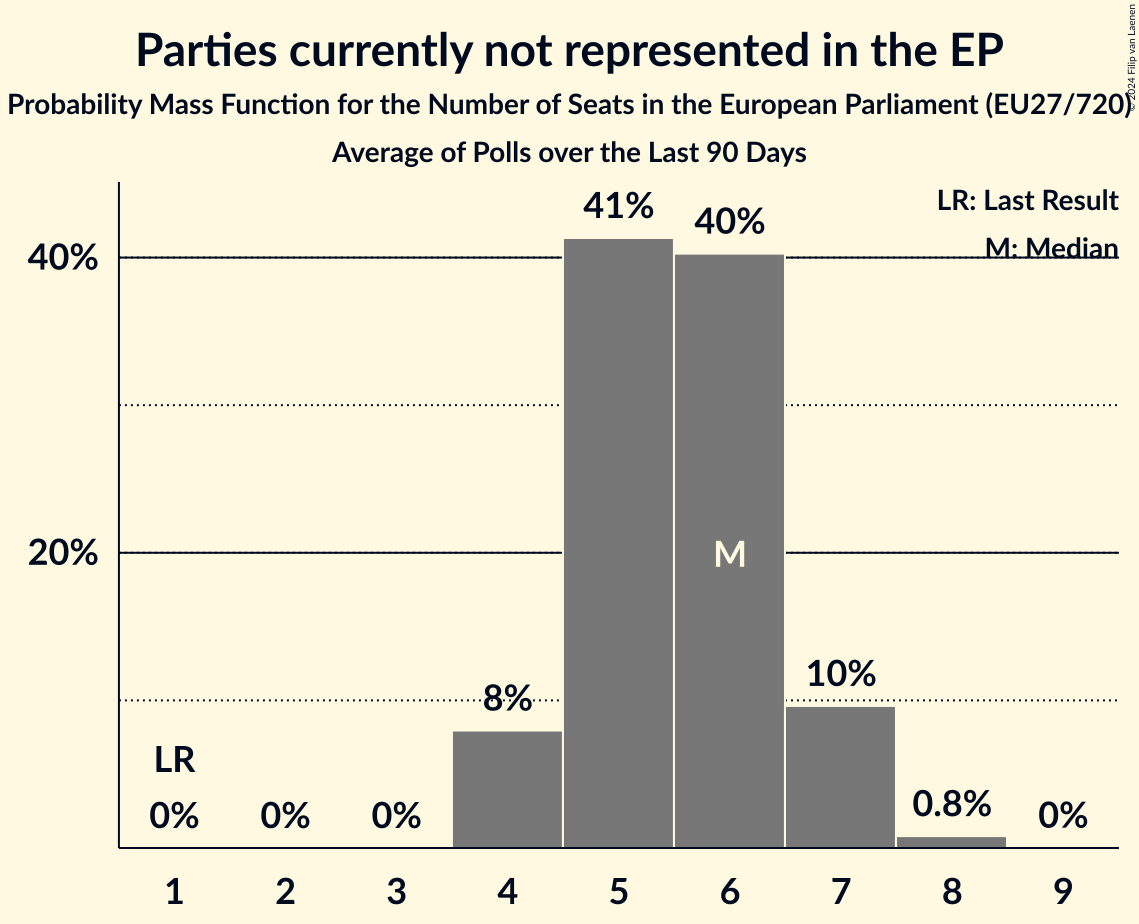 Parties currently not represented in the EP
Probability Mass Function for the Number of Seats in the European Parliament (EU27/720)
Average of Polls over the Last 90 Days
© 2024 Filip van Laenen
LR: Last Result
M: Median
40%
20%
41%
40%
M
10%
8%
LR
0%
0%
0%
0.8%
0%
1 2 3 4 5 6 7 8 9